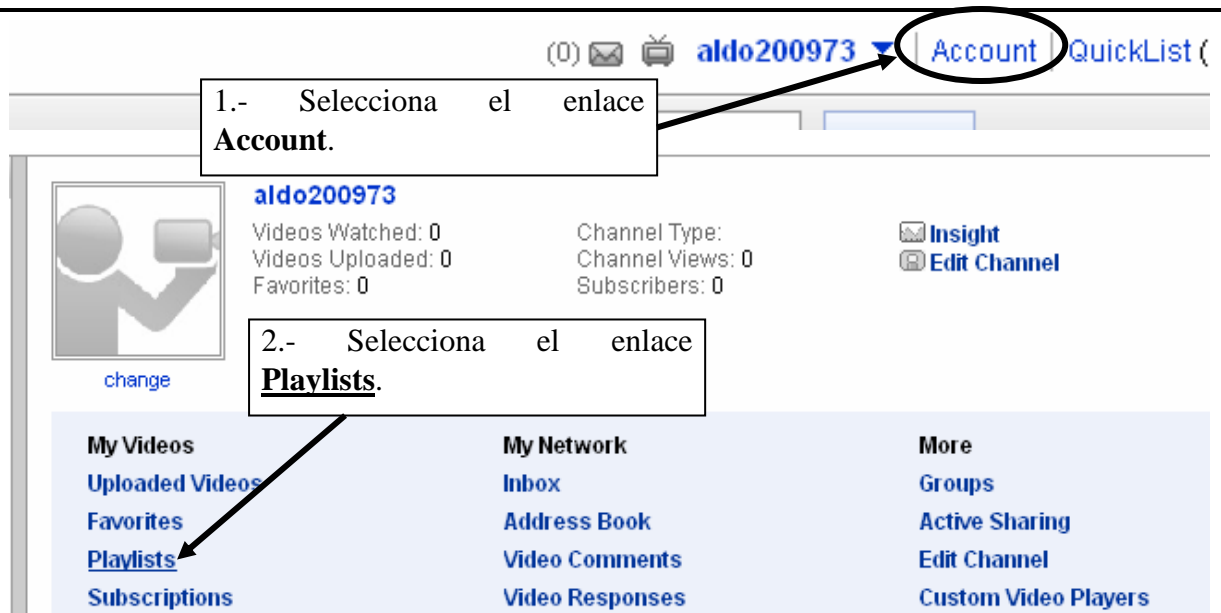 (0) aldo200973 | Account | QuickList (
1.- Selecciona el enlace
Account.
aldo200973
Videos Watched: 0
Videos Uploaded: 0
Favorites: 0
Channel Type:
Channel Views: 0
Subscribers: 0
Insight
Edit Channel
change
2.- Selecciona el enlace
Playlists.
My Videos
Uploaded Videos
Favorites
Playlists
Subscriptions
My Network
Inbox
Address Book
Video Comments
Video Responses
More
Groups
Active Sharing
Edit Channel
Custom Video Players